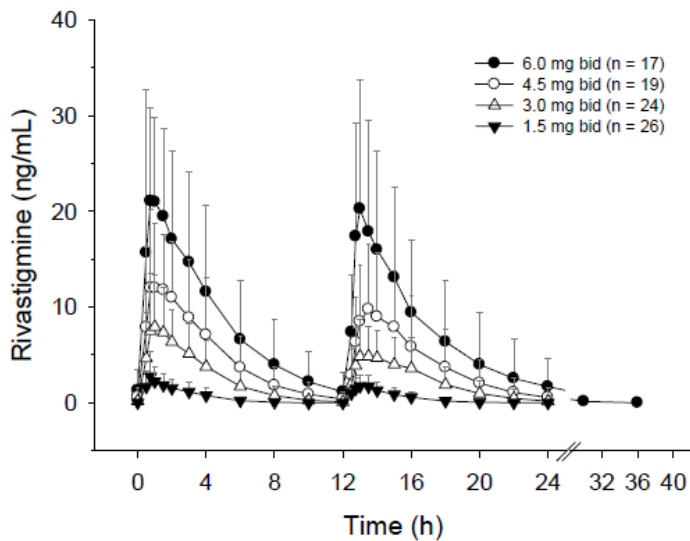 40
6.0 mg bid (n = 17)
4.5 mg bid (n = 19)
3.0 mg bid (n = 24)
1.5 mg bid (n = 26)
30
20
10
0
Rivastigmine (ng/mL)
0 4 8 12 16 20 24 32 36 40
Time (h)